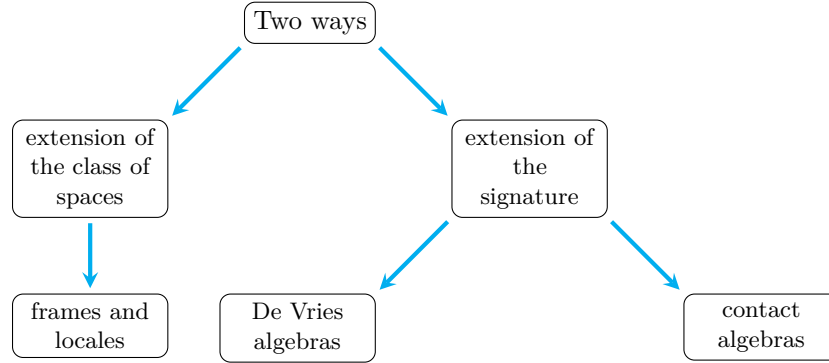 Two ways
extension of
the class of
spaces
extension of
the
signature
frames and
locales
De Vries
algebras
contact
algebras